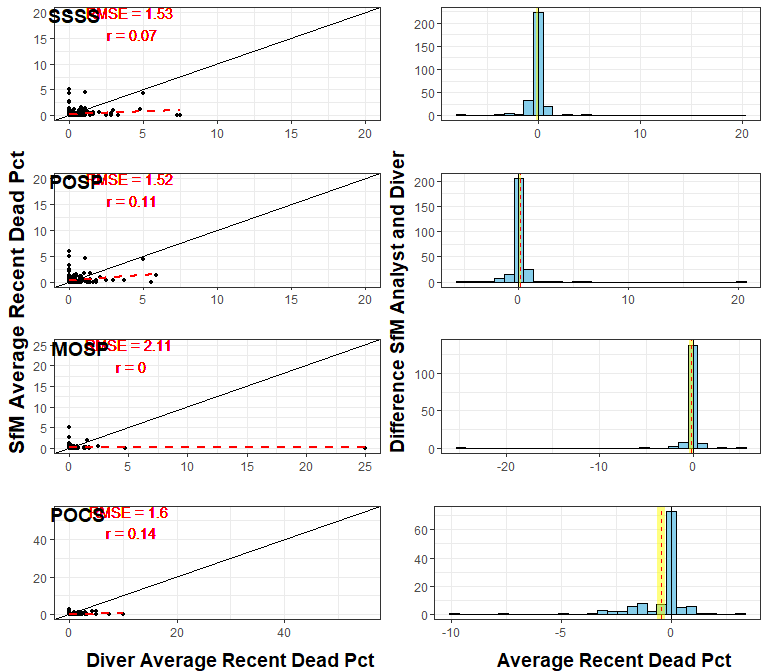 SSSS
RMSE = 1.53
r = 0.07
20
15
10
5
0
0 5 10 15 20
200
150
100
50
0
0 10 20
POSP
RMSE = 1.52
r = 0.11
20
15
10
5
0
0 5 10 15 20
200
150
100
50
0
0 10 20
MOSP
RMSE = 2.11
r = 0
25
20
15
10
5
0
0 5 10 15 20 25
100
50
0
-20 -10 0
POCS
RMSE = 1.6
r = 0.14
40
20
0
0 20 40
60
40
20
0
-10 -5 0
SfM Average Recent Dead Pct
Diver Average Recent Dead Pct
Difference SfM Analyst and Diver
Average Recent Dead Pct